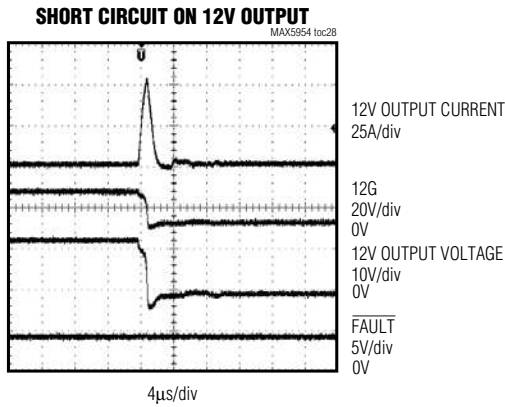 SHORT CIRCUIT ON 12V OUTPUT
MAX5954 toc28
12V OUTPUT CURRENT
25A/div
12G
20V/div
0V
12V OUTPUT VOLTAGE
10V/div
0V
FAULT
5V/div
0V
4μs/div